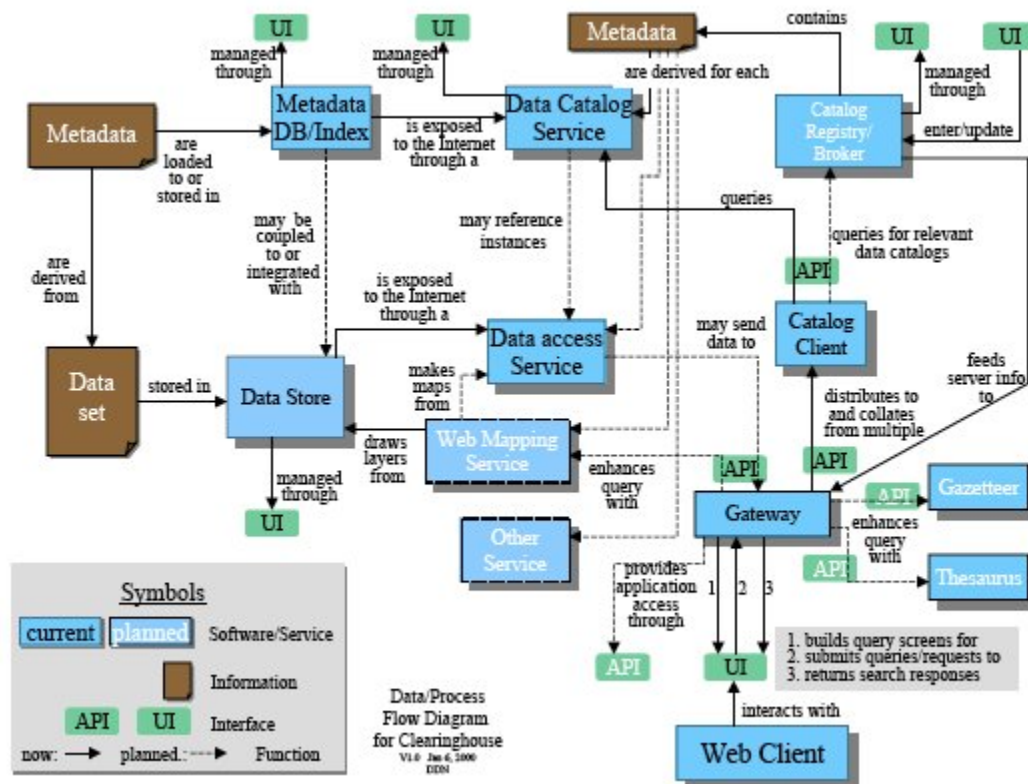 UI
UI
Metadata
contains
UI
UI
managed
through
managed
through
are derived for each
managed
through
Metadata
DB/Index
Data Catalog
Service
Catalog
Registry/
Broker
Metadata
is exposed
to the Internet
through a
enter/update
are
loaded
to or
stored in
queries
may be
coupled
to or
integrated
with
may reference
instances
queries for relevant
data catalogs
API
are
derived
from
is exposed
to the Internet
through a
Data access
Service
may send
data to
Catalog
Client
Data
set
stored in
Data Store
makes
maps
from
feeds
server info
to
distributes to
and collates
from multiple
draws
layers
from
Web Mapping
Service
enhances
query
with
API
API
managed
through
UI
Gateway
API
Gazetteer
Other
Service
enhances
query
with
API
Thesaurus
provides
application
access
through
1
2
3
API
UI
1. builds query screens for
2. submits queries/requests to
3. returns search responses
interacts with
Web Client
Symbols
current
planned
Software/Service
Information
API
UI
Interface
now:
planned.:
Function
Data/Process
Flow Diagram
for Clearinghouse
V1.0 Jan 6, 2000
DDN